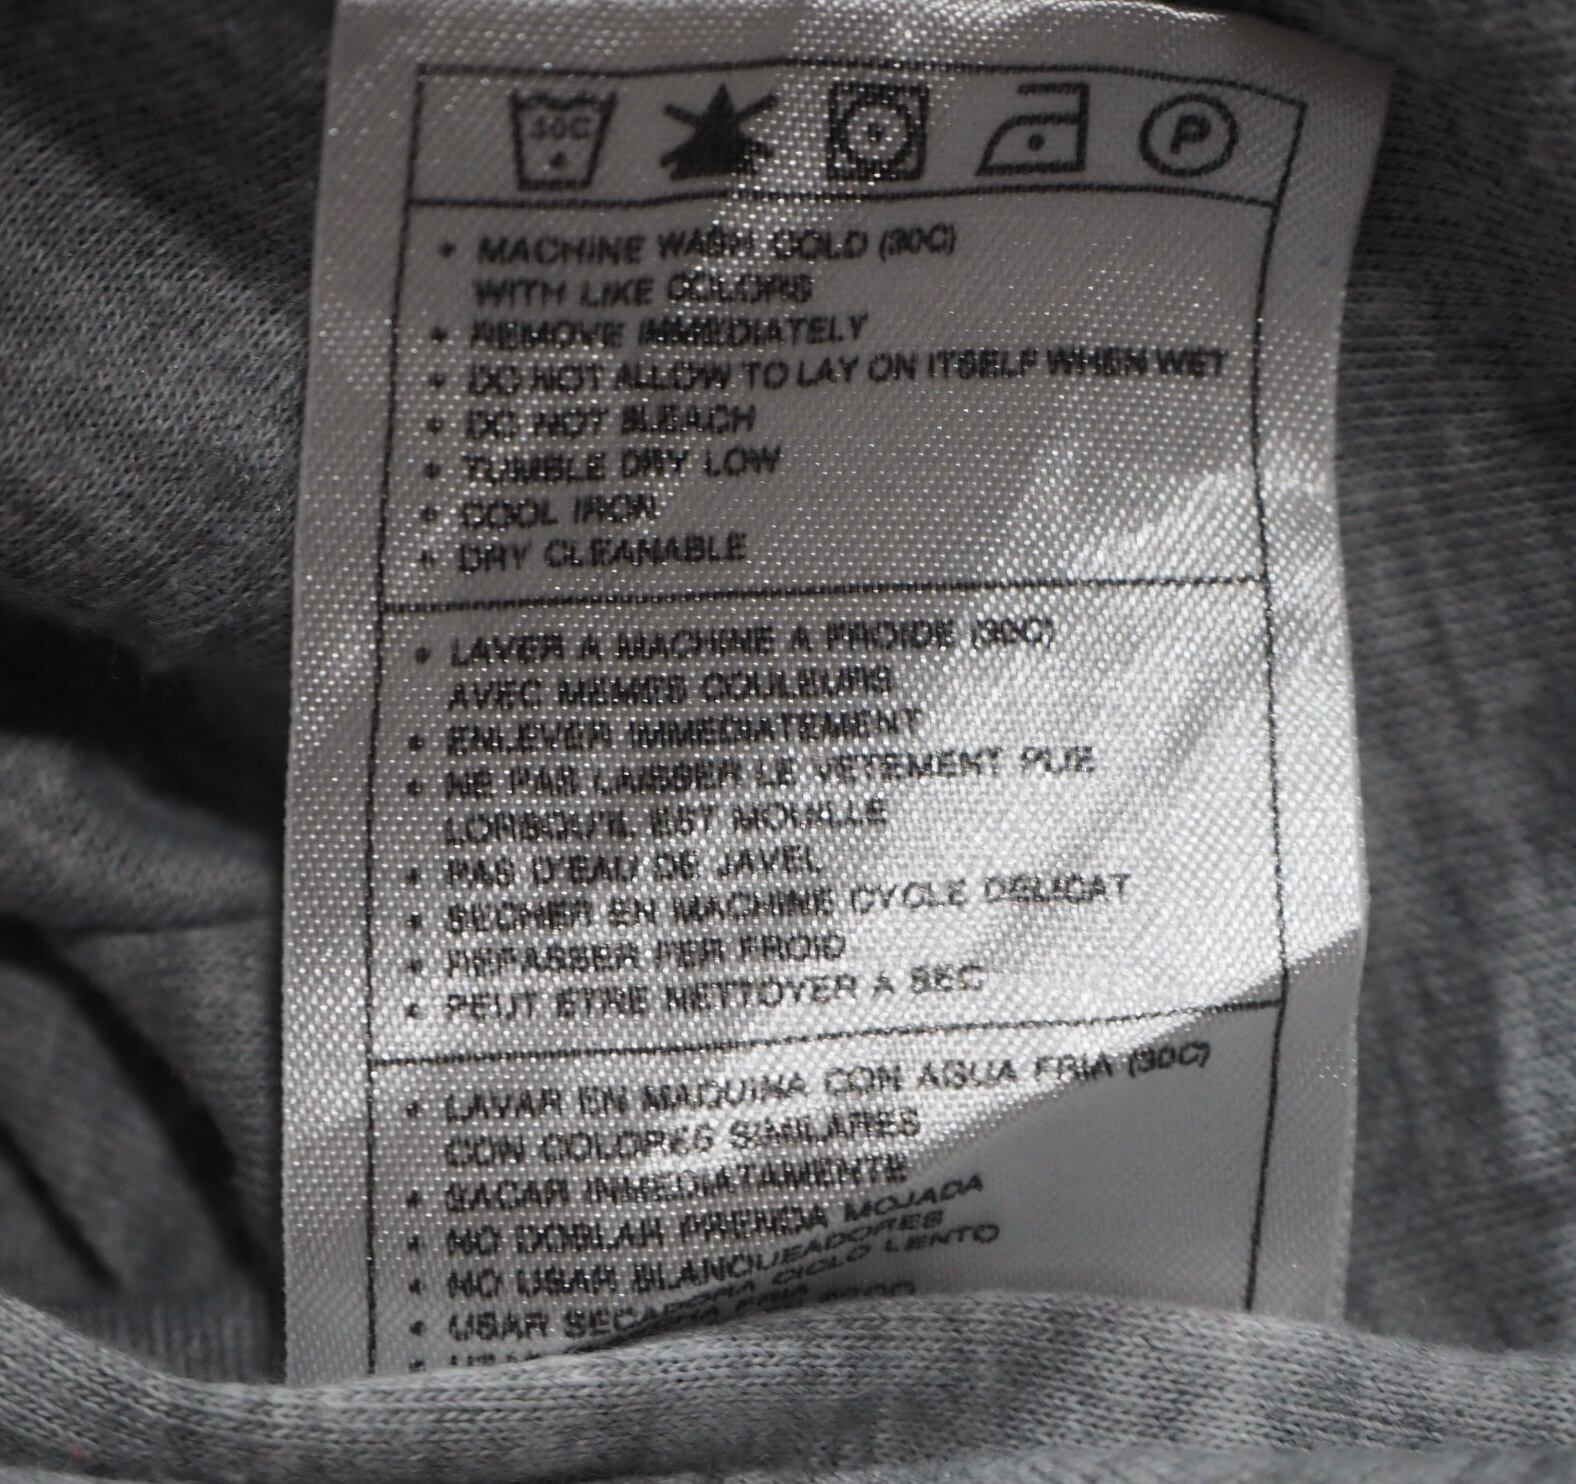 30C
P
• MACHINE WASH COLD (30C)
WITH LIKE COLORS
• REMOVE IMMEDIATELY
• DO NOT ALLOW TO LAY ON ITSELF WHEN WET
• DO NOT BLEACH
• TUMBLE DRY LOW
• COOL IRON
• DRY CLEANABLE
• LAVER A MACHINE A FROIDE (30C)
AVEC MEMES COULEURS
• ENLEVER IMMEDIATEMENT
• NE PAS LAISSER LE VETEMENT PLIE
LORSQU'IL EST MOUILLE
• PAS D'EAU DE JAVEL
• SECHER EN MACHINE CYCLE DELICAT
• REPASSER FER FROID
• PEUT ETRE NETTOYER A SEC
• LAVAR EN MAQUINA CON AGUA FRIA (30C)
CON COLORES SIMILARES
• SACAR INMEDIATAMENTE
• NO DOBLAR PRENDA MOJADA
• NO USAR BLANQUEADORES
• USAR SECADORA CICLO LENTO